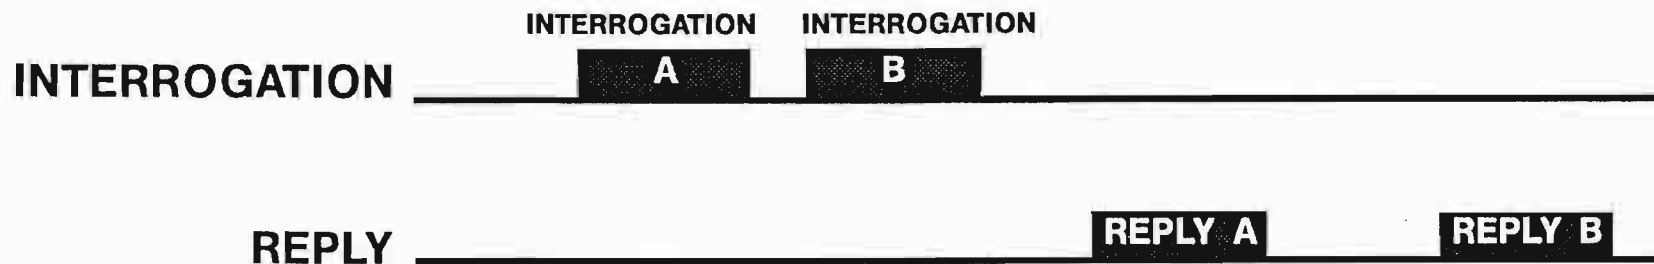 INTERROGATION INTERROGATION
INTERROGATION A B
REPLY REPLY A REPLY B